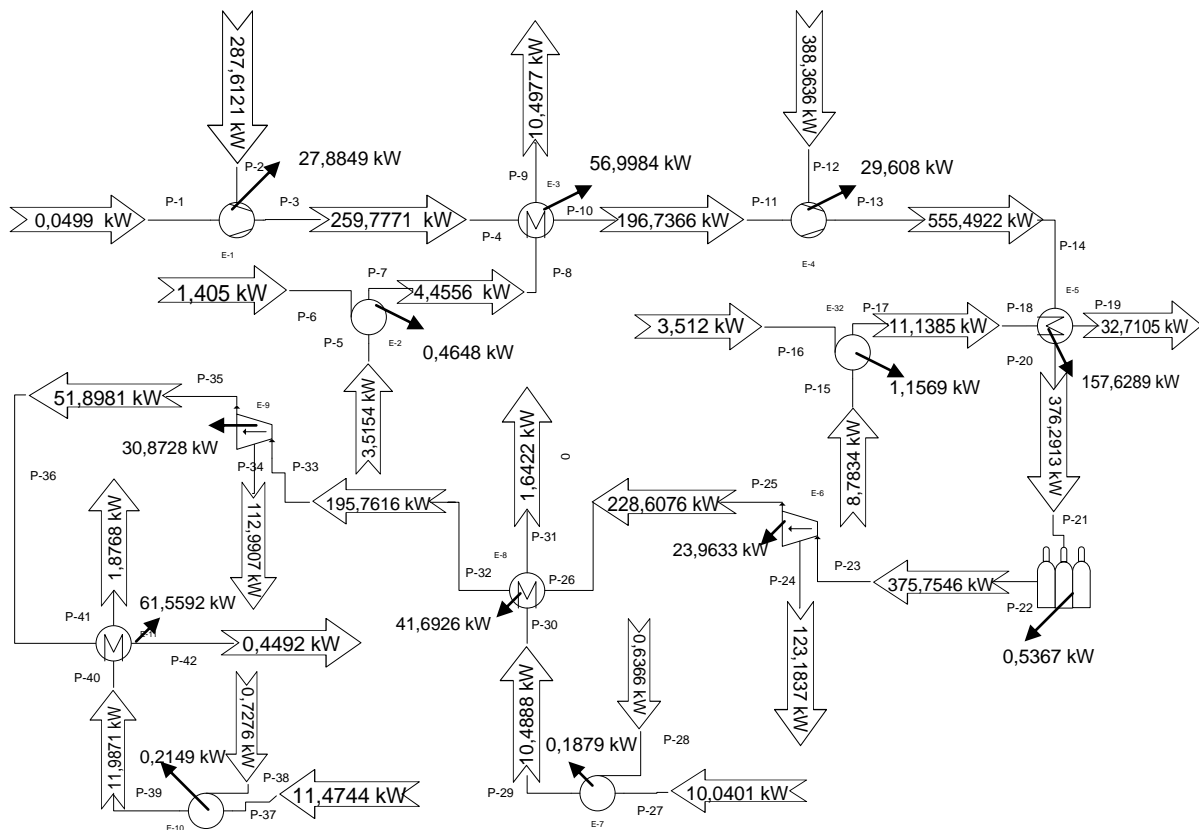 287,6121 kW
P-2
27,8849 kW
P-1
P-3
0,0499 kW
259,7771 kW
E-1
10,4977 kW
P-9
E-3
56,9984 kW
P-10
P-4
P-8
196,7366 kW
P-11
388,3636 kW
P-12
29,608 kW
P-13
E-4
555,4922 kW
P-14
P-7
1,405 kW
4,4556 kW
P-6
P-5
E-2
0,4648 kW
3,5154 kW
E-32
P-17
3,512 kW
11,1385 kW
P-16
P-15
1,1569 kW
8,7834 kW
E-5
P-18
P-19
32,7105 kW
P-20
157,6289 kW
376,2913 kW
P-35
51,8981 kW
E-9
30,8728 kW
P-34
P-33
P-36
112,9907 kW
195,7616 kW
1,6422 kW
0
P-31
E-8
P-32
P-26
41,6926 kW
P-30
228,6076 kW
P-25
E-6
23,9633 kW
P-24
P-23
123,1837 kW
375,7546 kW
P-21
P-22
0,5367 kW
1,8768 kW
P-41
61,5592 kW
E-11
P-42
0,4492 kW
P-40
11,9871 kW
0,7276 kW
0,2149 kW
P-39
P-38
11,4744 kW
P-37
E-10
10,4888 kW
0,6366 kW
0,1879 kW
P-28
P-29
P-27
10,0401 kW
E-7